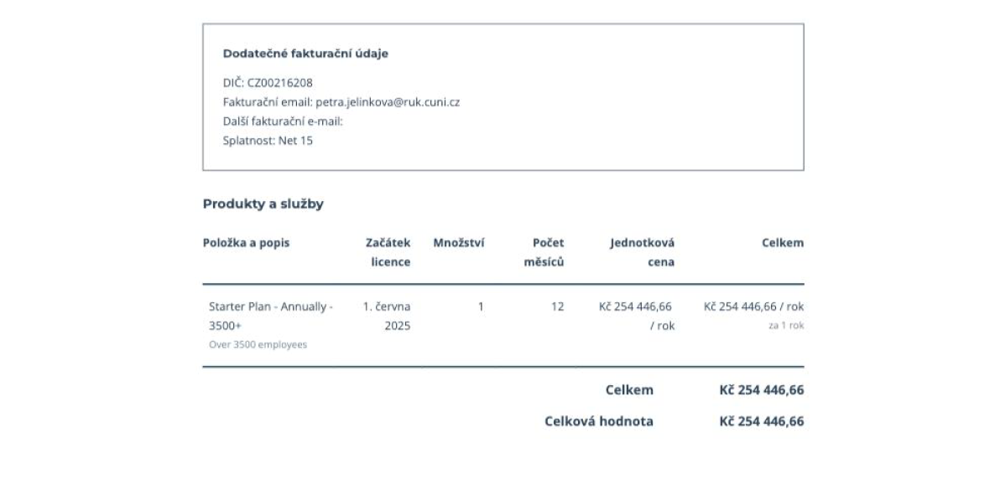 Dodatečné fakturační údaje
DIČ: CZ00216208
Fakturační email: petra.jelinkova@ruk.cuni.cz
Další fakturační e-mail:
Splatnost: Net 15
Produkty a služby
Položka a popis Začátek licence Množství Počet měsíců Jednotková cena Celkem
Starter Plan - Annually - 3500+ 1. června 2025 1 12 Kč 254 446,66 / rok Kč 254 446,66 / rok
Over 3500 employees za 1 rok
Celkem Kč 254 446,66
Celková hodnota Kč 254 446,66